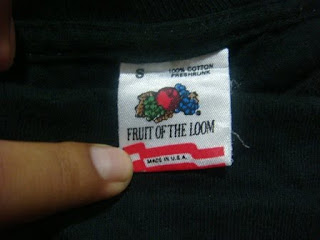 S
100% COTTON
PRESHRUNK
®
FRUIT OF THE LOOM
MADE IN U.S.A.